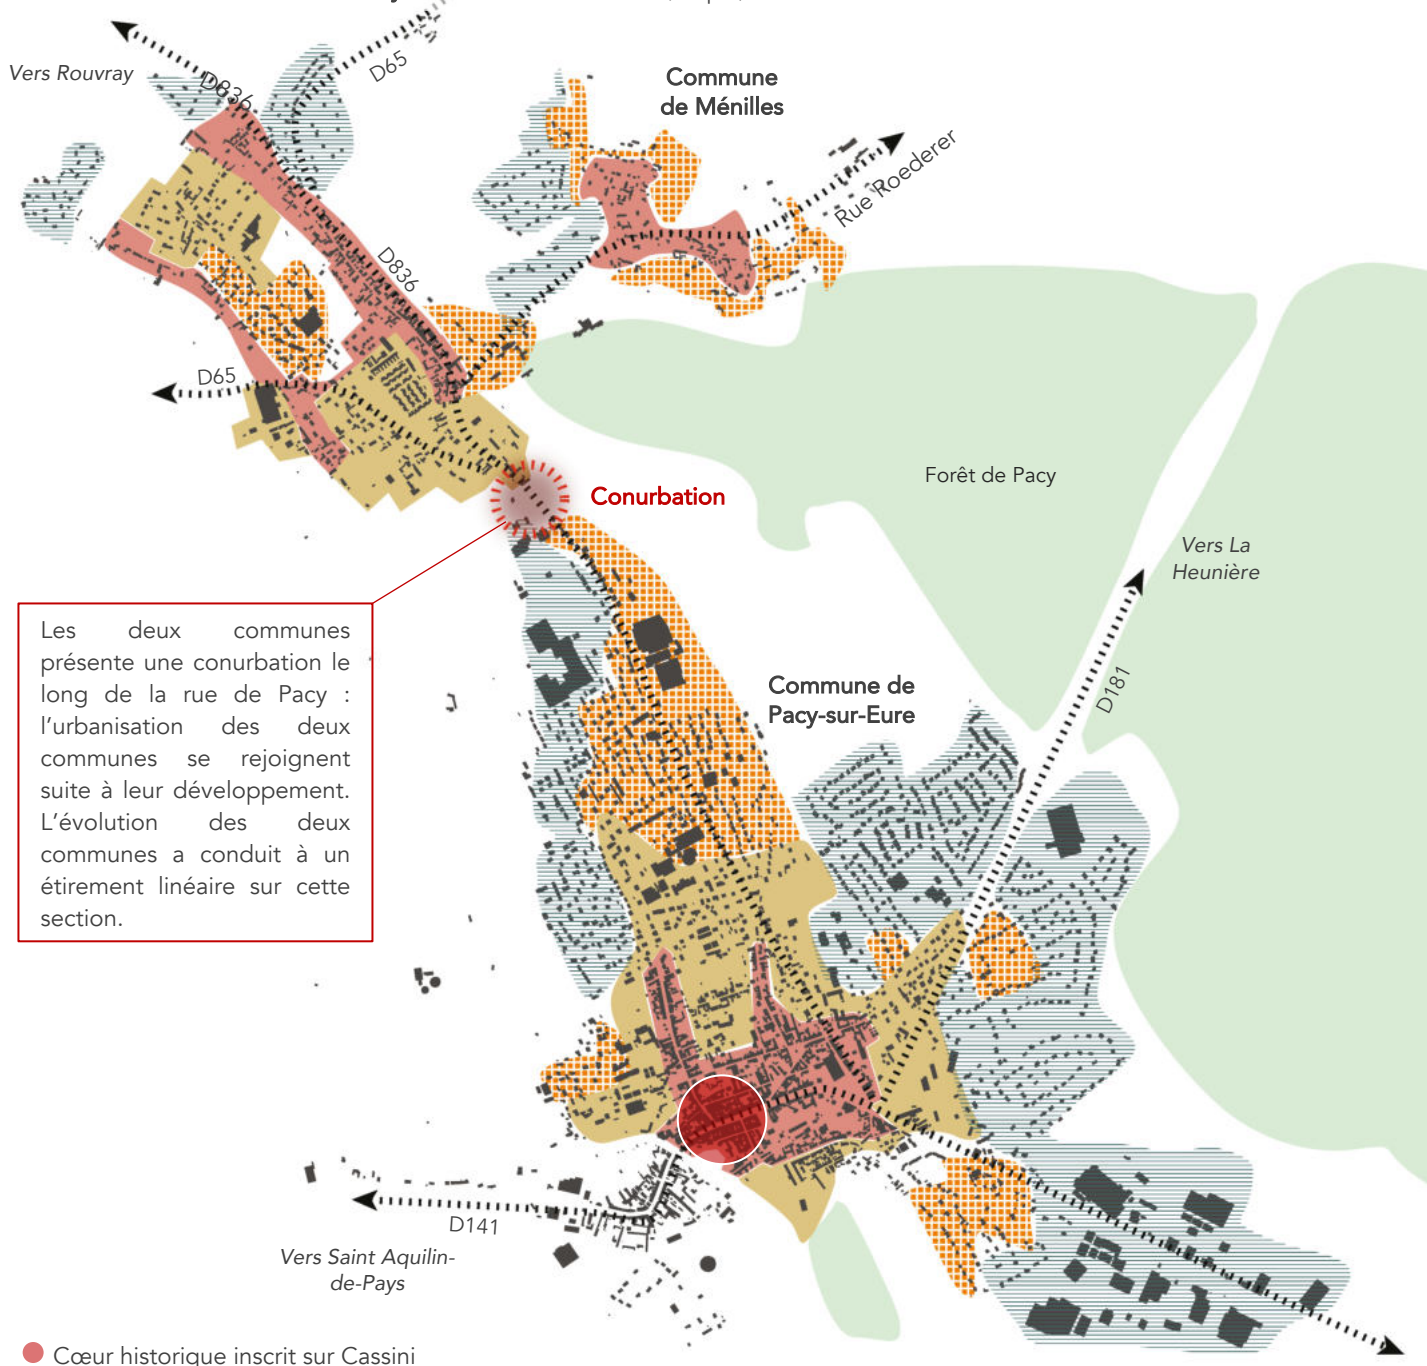 Vers Rouvray
D836
D65
Commune
de Ménilles
Rue Roederer
D836
D65
Conurbation
Forêt de Pacy
Vers La
Heunière
D181
Les deux communes
présente une conurbation le
long de la rue de Pacy :
l'urbanisation des deux
communes se rejoignent
suite à leur développement.
L'évolution des deux
communes a conduit à un
étirement linéaire sur cette
section.
Commune de
Pacy-sur-Eure
D141
Vers Saint Aquilin-
de-Pays
Cœur historique inscrit sur Cassini